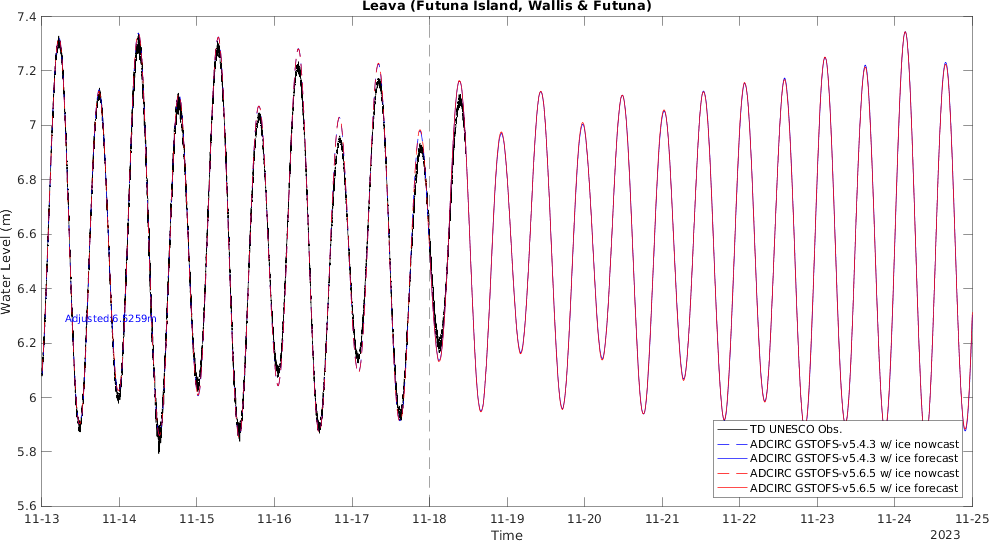 Leava (Futuna Island, Wallis & Futuna)
7.4
7.2
7
6.8
6.6
6.4
6.2
6
5.8
5.6
Water Level (m)
Adjusted:6.5259m
TD UNESCO Obs.
ADCIRC GSTOFS-v5.4.3 w/ ice nowcast
ADCIRC GSTOFS-v5.4.3 w/ ice forecast
ADCIRC GSTOFS-v5.6.5 w/ ice nowcast
ADCIRC GSTOFS-v5.6.5 w/ ice forecast
11-13 11-14 11-15 11-16 11-17 11-18 11-19 11-20 11-21 11-22 11-23 11-24 11-25
Time
2023